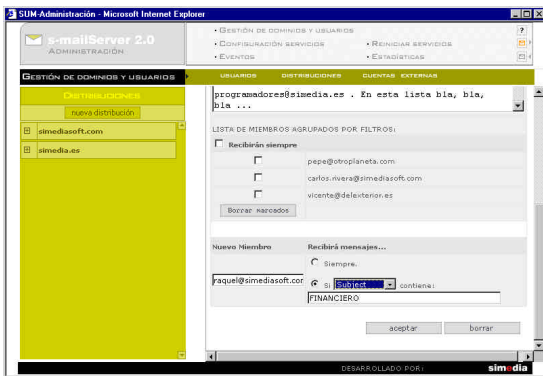 SUM-Administración - Microsoft Internet Explorer
s-mailServer 2.0
ADMINISTRACIÓN
• GESTIÓN DE DOMINIOS Y USUARIOS
• CONFIGURACIÓN SERVICIOS
• REINICIAR SERVICIOS
• EVENTOS
• ESTADÍSTICAS
?
GESTIÓN DE DOMINIOS Y USUARIOS
USUARIOS DISTRIBUCIONES CUENTAS EXTERNAS
DISTRIBUCIONES
nueva distribución
simediasoft.com
simedia.es
programadores@simedia.es . En esta lista bla, bla,
bla ...
LISTA DE MIEMBROS AGRUPADOS POR FILTROS:
Recibirán siempre
pepe@otroplaneta.com
carlos.rivera@simediasoft.com
vicente@delexterior.es
Borrar Marcados
Nuevo Miembro
Recibirá mensajes...
Siempre.
raquel@simediasoft.com
Si Subject contiene:
FINANCIERO
aceptar
borrar
DESARROLLADO POR:
simedia